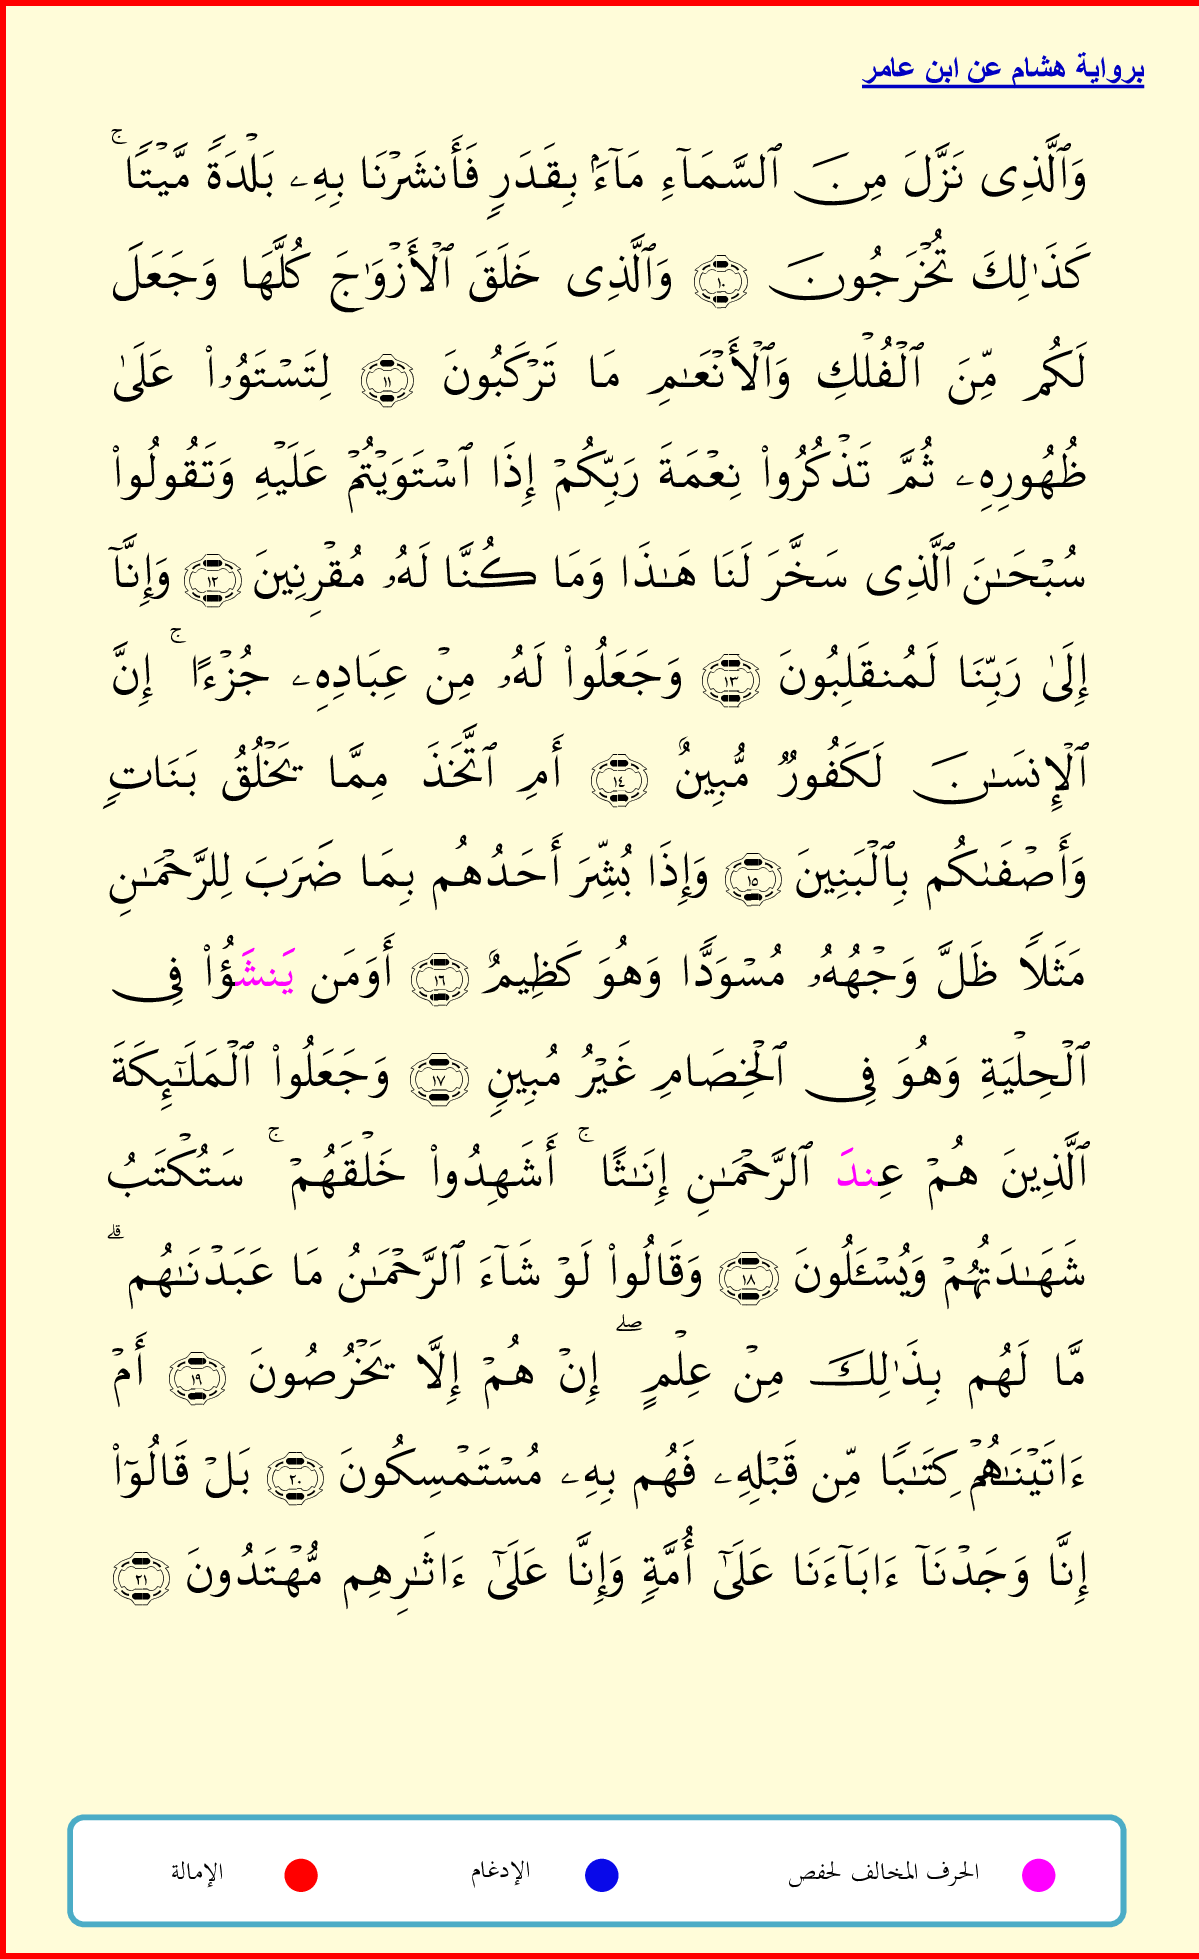 برواية هشام عن ابن عامر
وَٱلَّذِى نَزَّلَ مِنَ ٱلسَّمَآءِ مَآءَۢ بِقَدَرٍ فَأَنشَرْنَا بِهِۦ بَلْدَةً مَّيْتًا ۚ
كَذَٰلِكَ تُخْرَجُونَ ١٠ وَٱلَّذِى خَلَقَ ٱلْأَزْوَٰجَ كُلَّهَا وَجَعَلَ
لَكُم مِّنَ ٱلْفُلْكِ وَٱلْأَنْعَـٰمِ مَا تَرْكَبُونَ ١١ لِتَسْتَوُۥا۟ عَلَىٰ
ظُهُورِهِۦ ثُمَّ تَذْكُرُوا۟ نِعْمَةَ رَبِّكُمْ إِذَا ٱسْتَوَيْتُمْ عَلَيْهِ وَتَقُولُوا۟
سُبْحَـٰنَ ٱلَّذِى سَخَّرَ لَنَا هَـٰذَا وَمَا كُنَّا لَهُۥ مُقْرِنِينَ ١٢ وَإِنَّآ
إِلَىٰ رَبِّنَا لَمُنقَلِبُونَ ١٣ وَجَعَلُوا۟ لَهُۥ مِنْ عِبَادِهِۦ جُزْءًا ۚ إِنَّ
ٱلْإِنسَـٰنَ لَكَفُورٌ مُّبِينٌ ١٤ أَمِ ٱتَّخَذَ مِمَّا يَخْلُقُ بَنَاتٍ
وَأَصْفَىٰكُم بِٱلْبَنِينَ ١٥ وَإِذَا بُشِّرَ أَحَدُهُم بِمَا ضَرَبَ لِلرَّحْمَـٰنِ
مَثَلًا ظَلَّ وَجْهُهُۥ مُسْوَدًّا وَهُوَ كَظِيمٌ ١٦ أَوَمَن يَنشَؤُا۟ فِى
ٱلْحِلْيَةِ وَهُوَ فِى ٱلْخِصَامِ غَيْرُ مُبِينٍ ١٧ وَجَعَلُوا۟ ٱلْمَلَـٰٓئِكَةَ
ٱلَّذِينَ هُمْ عِندَ ٱلرَّحْمَـٰنِ إِنَـٰثًا ۚ أَشَهِدُوا۟ خَلْقَهُمْ ۚ سَتُكْتَبُ
شَهَـٰدَتُهُمْ وَيُسْـَٔلُونَ ١٨ وَقَالُوا۟ لَوْ شَآءَ ٱلرَّحْمَـٰنُ مَا عَبَدْنَـٰهُم ۗ
مَّا لَهُم بِذَٰلِكَ مِنْ عِلْمٍ ۖ إِنْ هُمْ إِلَّا يَخْرُصُونَ ١٩ أَمْ
ءَاتَيْنَـٰهُمْ كِتَـٰبًا مِّن قَبْلِهِۦ فَهُم بِهِۦ مُسْتَمْسِكُونَ ٢٠ بَلْ قَالُوٓا۟
إِنَّا وَجَدْنَآ ءَابَآءَنَا عَلَىٰٓ أُمَّةٍ وَإِنَّا عَلَىٰٓ ءَاثَـٰرِهِم مُّهْتَدُونَ ٢١
الحرف المخالف لحفص الإدغام الإمالة